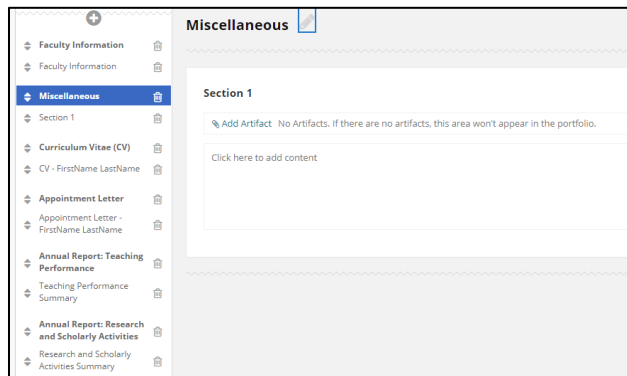 Faculty Information
Faculty Information
Miscellaneous
Section 1
Curriculum Vitae (CV)
CV - FirstName LastName
Appointment Letter
Appointment Letter -
FirstName LastName
Annual Report: Teaching
Performance
Teaching Performance
Summary
Annual Report: Research
and Scholarly Activities
Research and Scholarly
Activities Summary
Miscellaneous
Section 1
Add Artifact No Artifacts. If there are no artifacts, this area won't appear in the portfolio.
Click here to add content